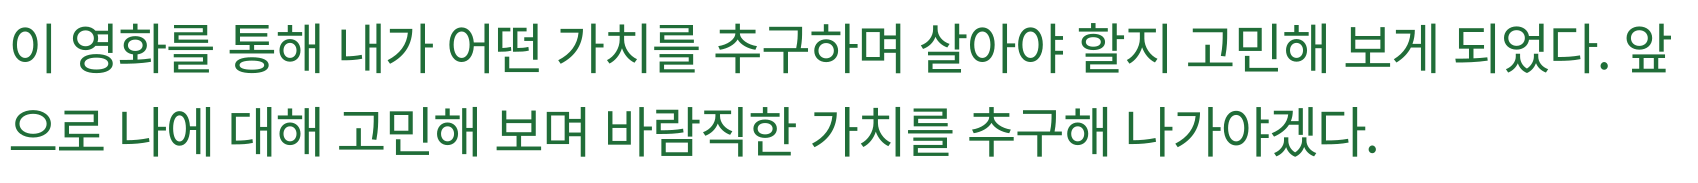 이 영화를 통해 내가 어떤 가치를 추구하며 살아야 할지 고민해 보게 되었다. 앞
으로 나에 대해 고민해 보며 바람직한 가치를 추구해 나가야겠다.